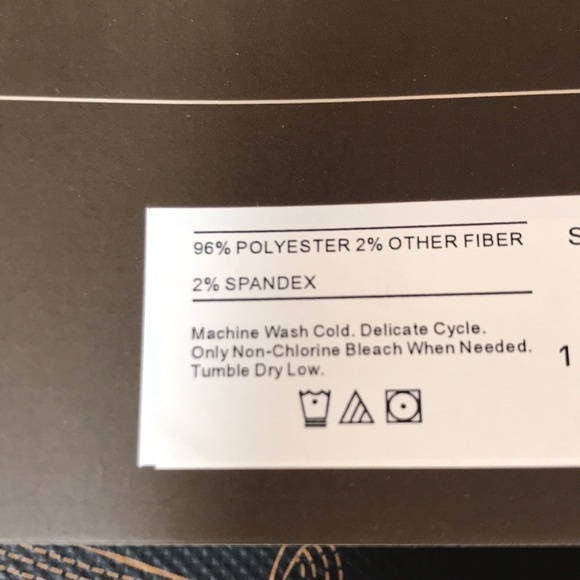 96% POLYESTER 2% OTHER FIBER
2% SPANDEX
Machine Wash Cold. Delicate Cycle.
Only Non-Chlorine Bleach When Needed.
Tumble Dry Low.
S
1